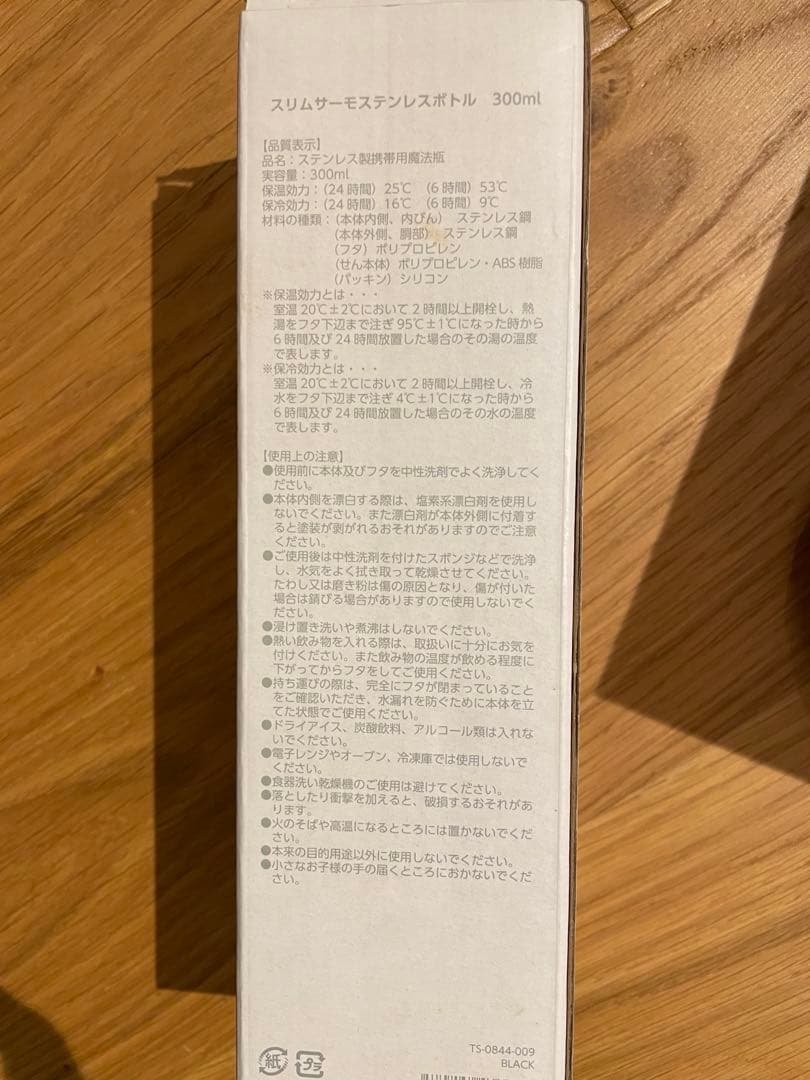 スリムサーモステンレスボトル　300ml
【品質表示】
品名：ステンレス製携帯用魔法瓶
実容量：300ml
保温効力：（24時間）25℃　（6時間）53℃
保冷効力：（24時間）16℃　（6時間）9℃
材料の種類：（本体内側、内びん）　ステンレス鋼
（本体外側、胴部）　ステンレス鋼
（フタ）ポリプロピレン
（せん本体）ポリプロピレン・ABS樹脂
（パッキン）シリコン
※保温効力とは・・・
室温20℃±2℃において2時間以上開栓し、熱
湯をフタ下辺まで注ぎ95℃±1℃になった時から
6時間及び24時間放置した場合のその湯の温度
で表します。
※保冷効力とは・・・
室温20℃±2℃において2時間以上開栓し、冷
水をフタ下辺まで注ぎ4℃±1℃になった時から
6時間及び24時間放置した場合のその水の温度
で表します。
【使用上の注意】
●使用前に本体及びフタを中性洗剤でよく洗浄してく
ださい。
●本体内側を漂白する際は、塩素系漂白剤を使用し
ないでください。また漂白剤が本体外側に付着す
ると塗装が剥がれるおそれがありますのでご注意
ください。
●ご使用後は中性洗剤を付けたスポンジなどで洗浄
し、水気をよく拭き取って乾燥させてください。
たわし又は磨き粉は傷の原因となり、傷が付いた
場合は錆びる場合がありますので使用しないでく
ださい。
●浸け置き洗いや煮沸はしないでください。
●熱い飲み物を入れる際は、取扱いに十分にお気を
付けください。また飲み物の温度が飲める程度に
下がってからフタをしてご使用ください。
●持ち運びの際は、完全にフタが閉まっていること
をご確認いただき、水漏れを防ぐために本体を立
てた状態でご使用ください。
●ドライアイス、炭酸飲料、アルコール類は入れな
いでください。
●電子レンジやオーブン、冷凍庫では使用しないで
ください。
●食器洗い乾燥機のご使用は避けてください。
●落としたり衝撃を加えると、破損するおそれがあ
ります。
●火のそばや高温になるところには置かないでくだ
さい。
●本来の目的用途以外に使用しないでください。
●小さなお子様の手の届くところにおかないでくだ
さい。
紙 プラ
TS-0844-009
BLACK